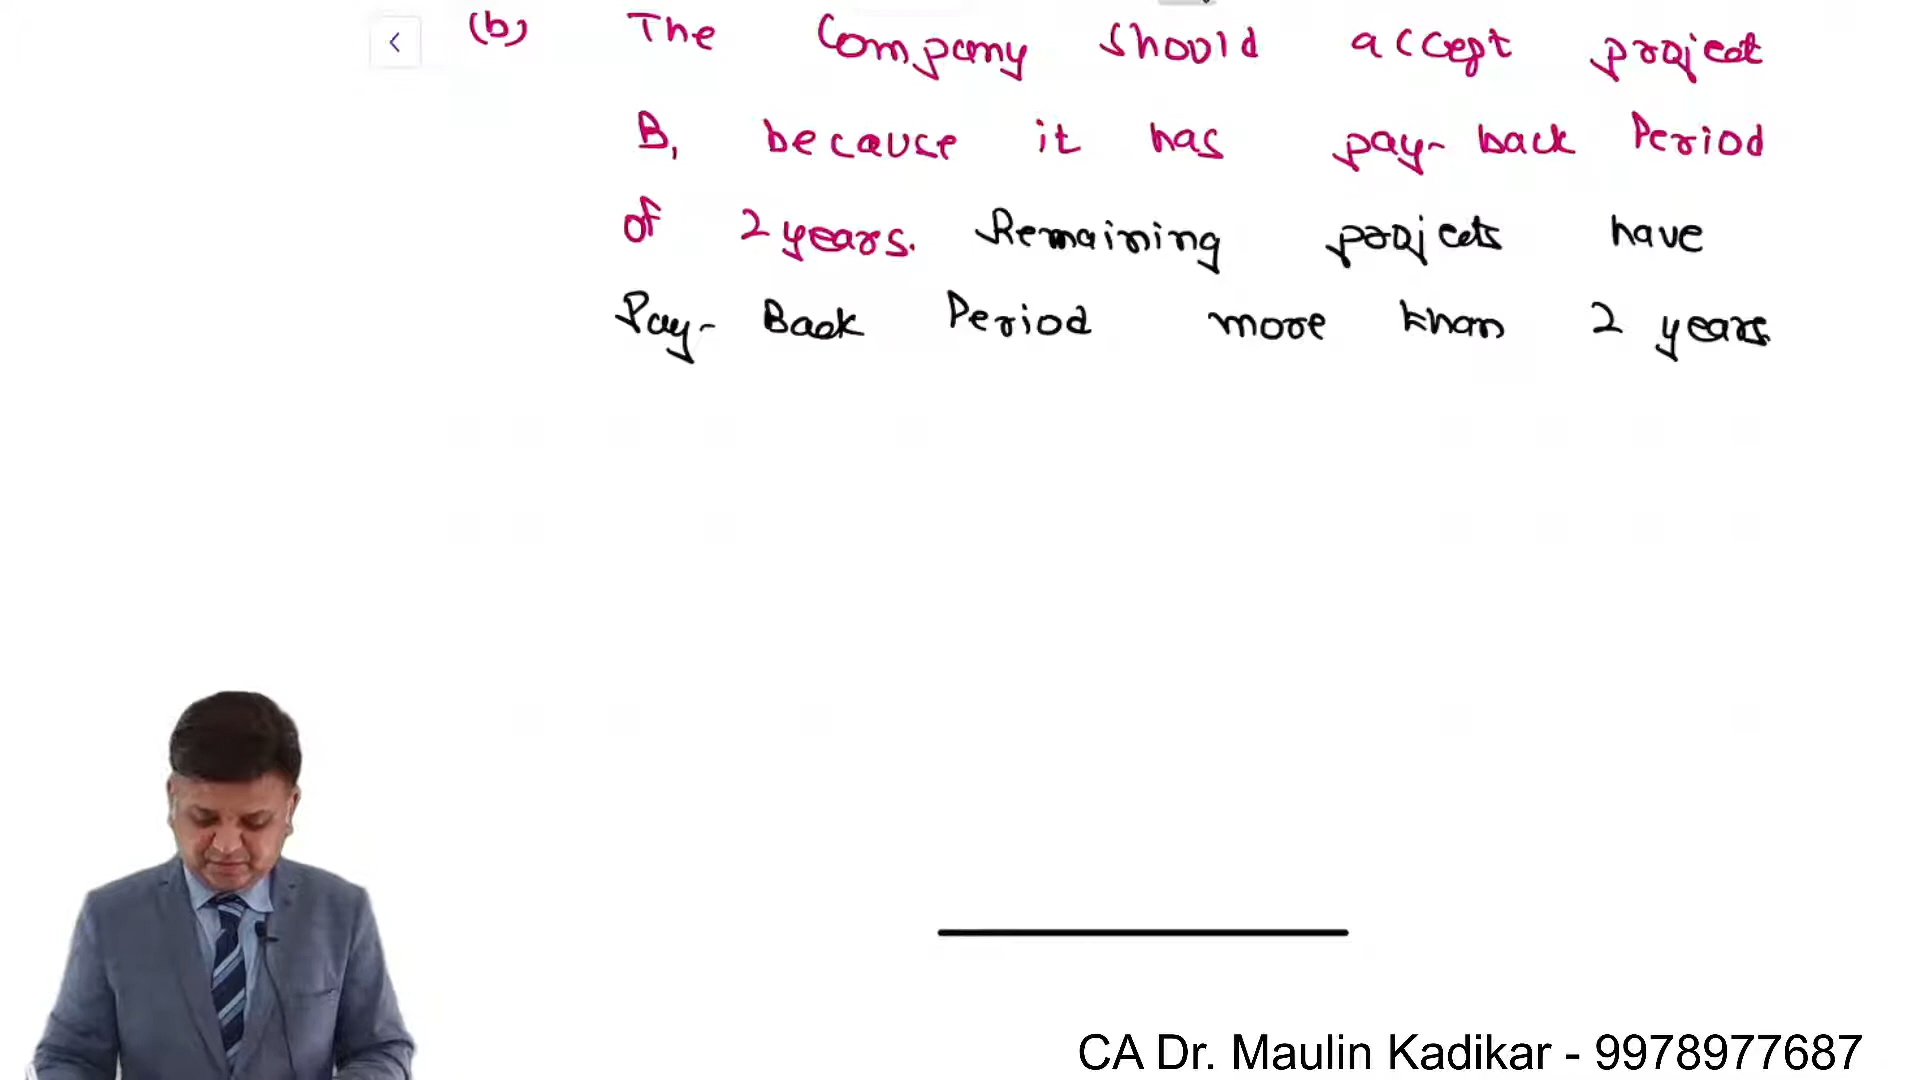 (b) The Company should accept project
B, because it has pay-back Period
of 2 years. Remaining projects have
Pay-Back Period more than 2 years
CA Dr. Maulin Kadikar - 9978977687